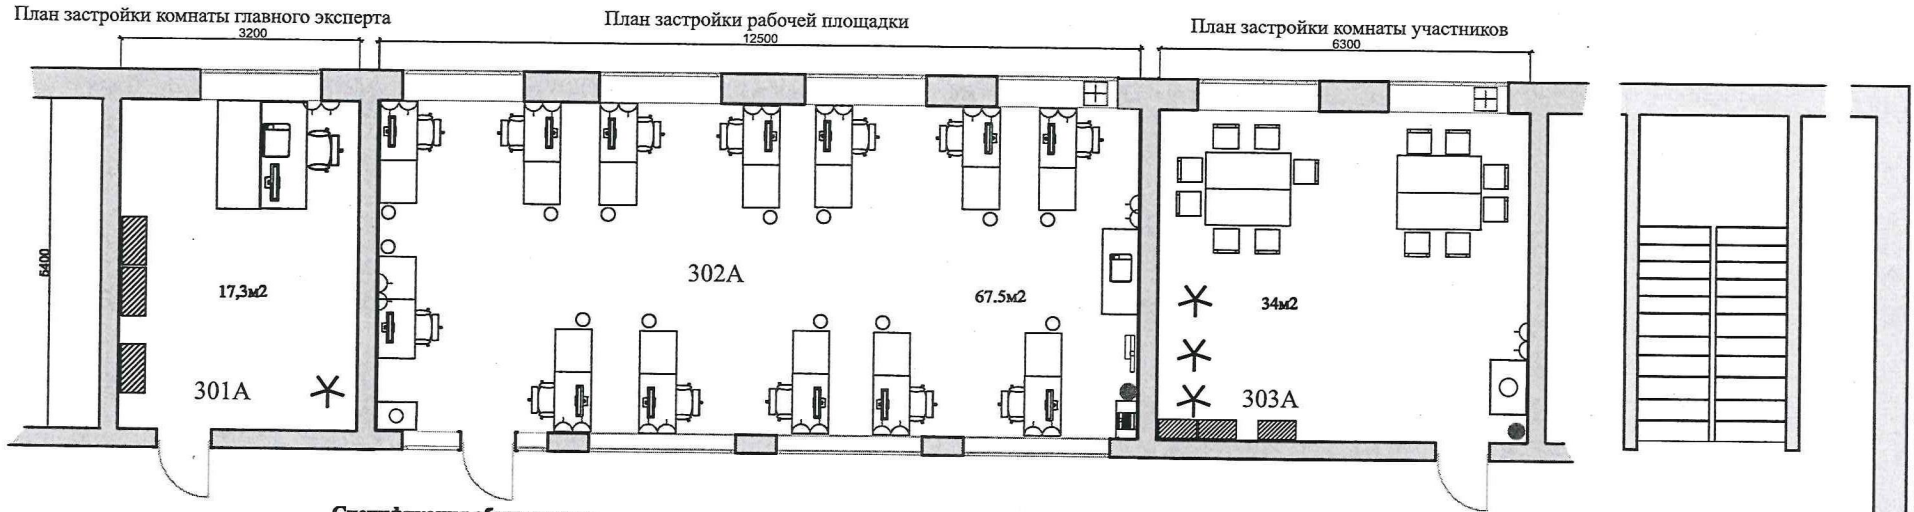 План застройки комнаты главного эксперта
План застройки рабочей площадки
План застройки комнаты участников
3200
12500
6300
5400
17,3м2
302А
67.5м2
34м2
301А
303А